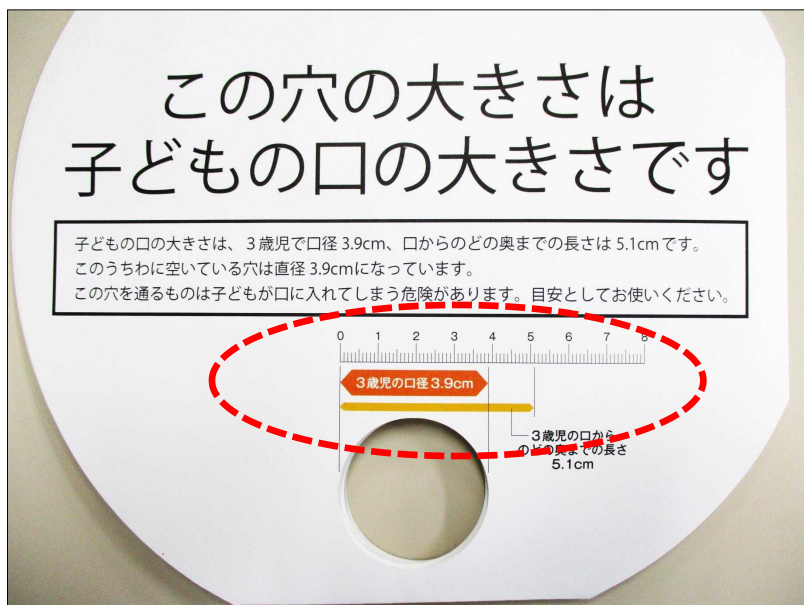 この穴の大きさは
子どもの口の大きさです
子どもの口の大きさは、3歳児で口径3.9cm、口からのどの奥までの長さは5.1cmです。
このうちわに空いている穴は直径3.9cmになっています。
この穴を通るものは子どもが口に入れてしまう危険があります。目安としてお使いください。
0 1 2 3 4 5 6 7 8
3歳児の口径3.9cm
3歳児の口から
のどの奥までの長さ
5.1cm